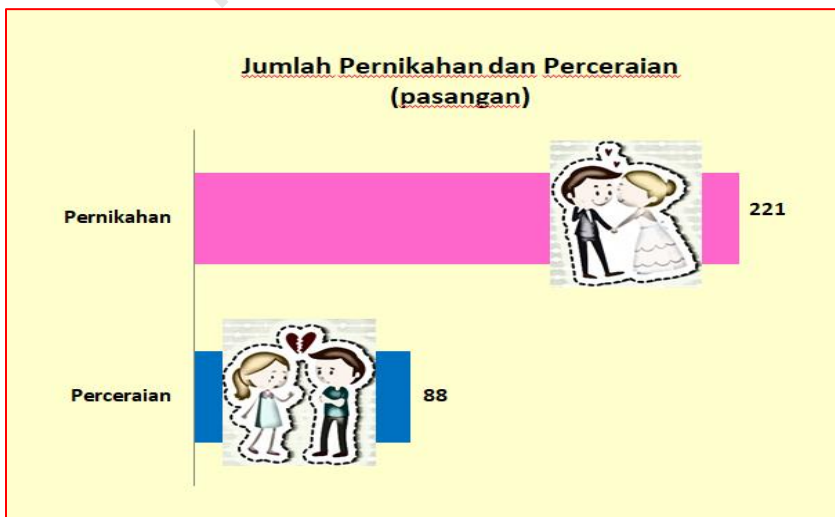 Jumlah Pernikahan dan Perceraian
(pasangan)
Pernikahan
221
Perceraian
88